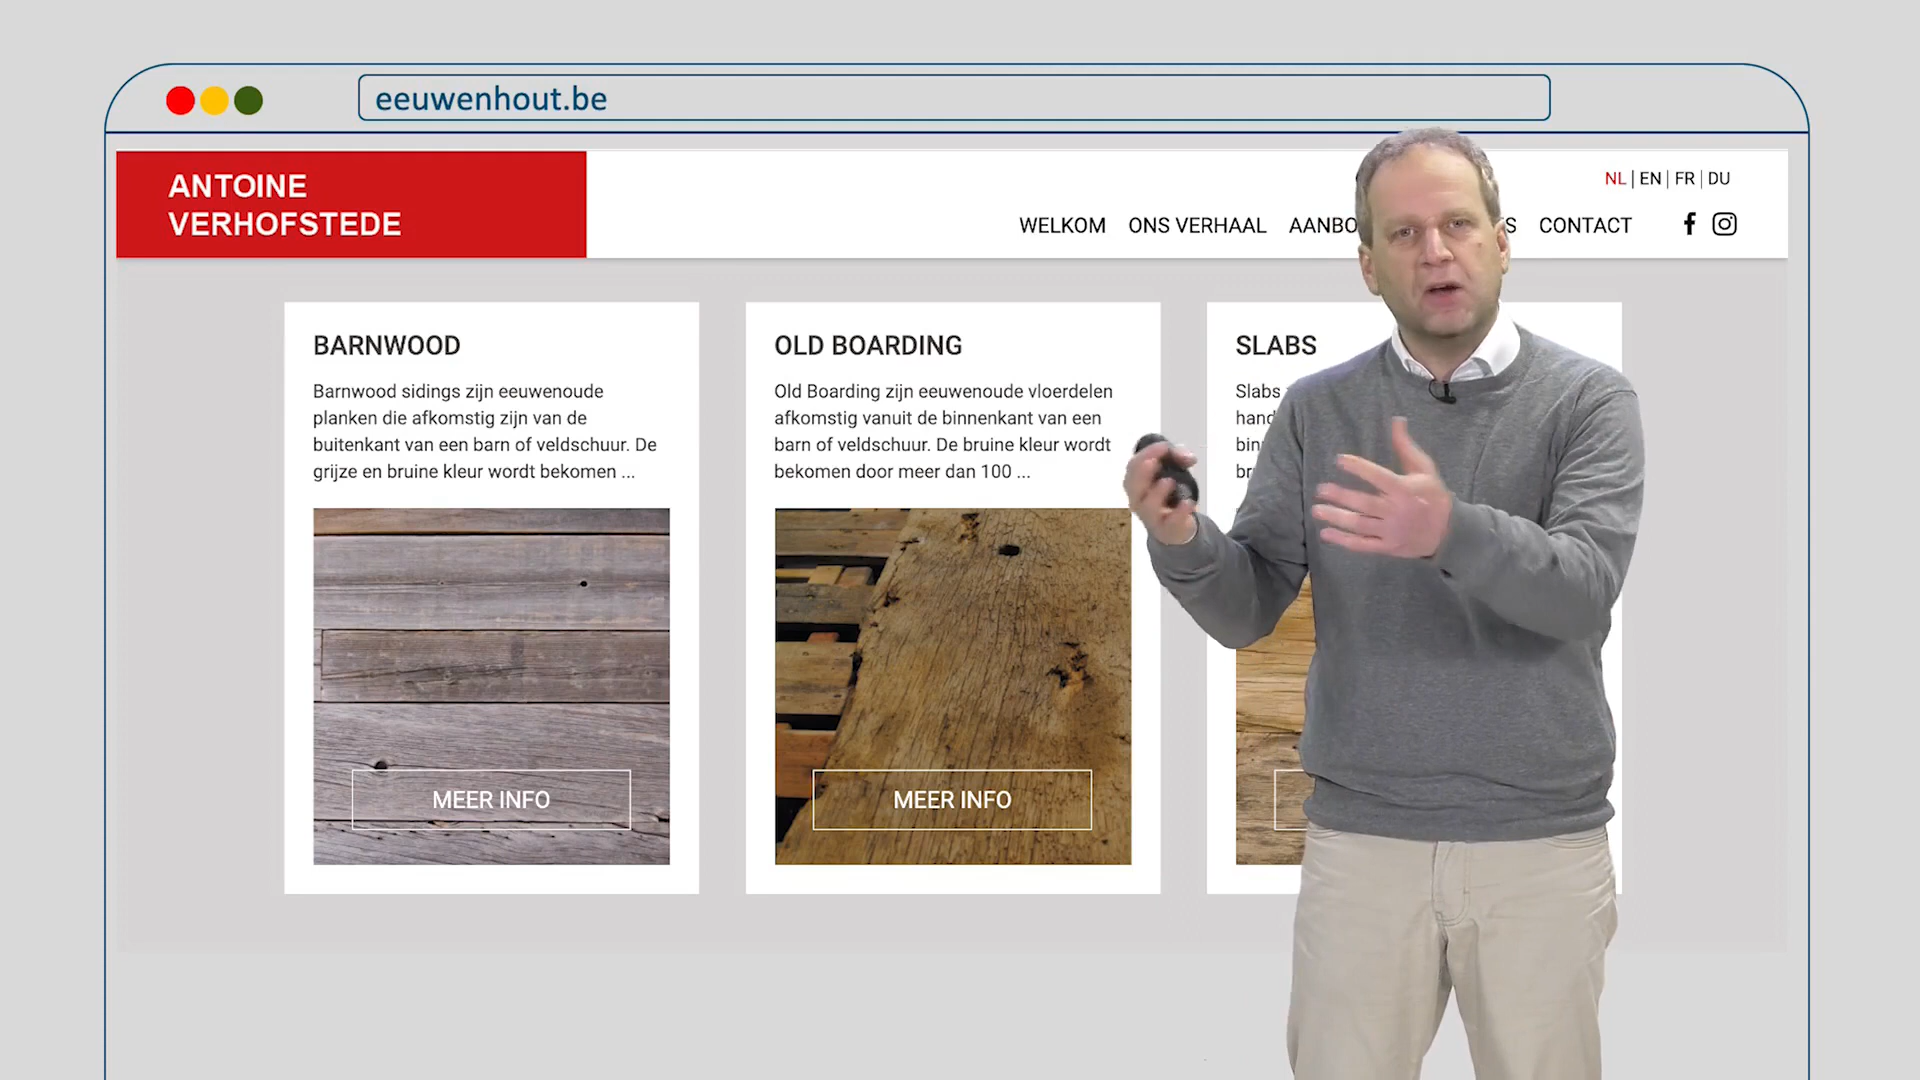 eeuwenhout.be
ANTOINE
VERHOFSTEDE
NL | EN | FR | DU
WELKOM ONS VERHAAL CONTACT
BARNWOOD
Barnwood sidings zijn eeuwenoude
planken die afkomstig zijn van de
buitenkant van een barn of veldschuur. De
grijze en bruine kleur wordt bekomen ...
MEER INFO
OLD BOARDING
Old Boarding zijn eeuwenoude vloerdelen
afkomstig vanuit de binnenkant van een
barn of veldschuur. De bruine kleur wordt
bekomen door meer dan 100 ...
MEER INFO
SLABS
Slabs